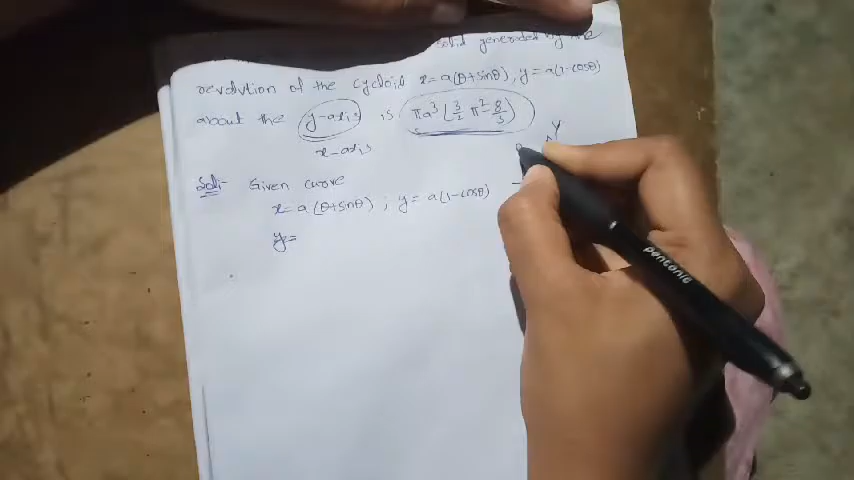 solid generated by the
revolution of the cycloid x=a(θ+sinθ), y=a(1-cosθ)
about the y-axis is πa³(3/2 π²-8/3)
x-axis
Sol:- Given curve
x=a(θ+sinθ) ; y=a(1-cosθ)
y=
Y
pentonic